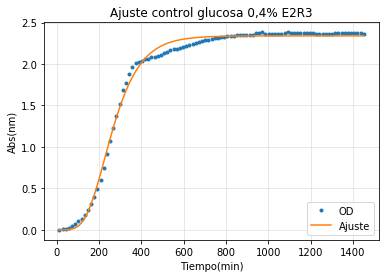 Ajuste control glucosa 0,4% E2R3
2.5
2.0
1.5
1.0
0.5
0.0
Abs(nm)
0 200 400 600 800 1000 1200 1400
Tiempo(min)
OD
Ajuste